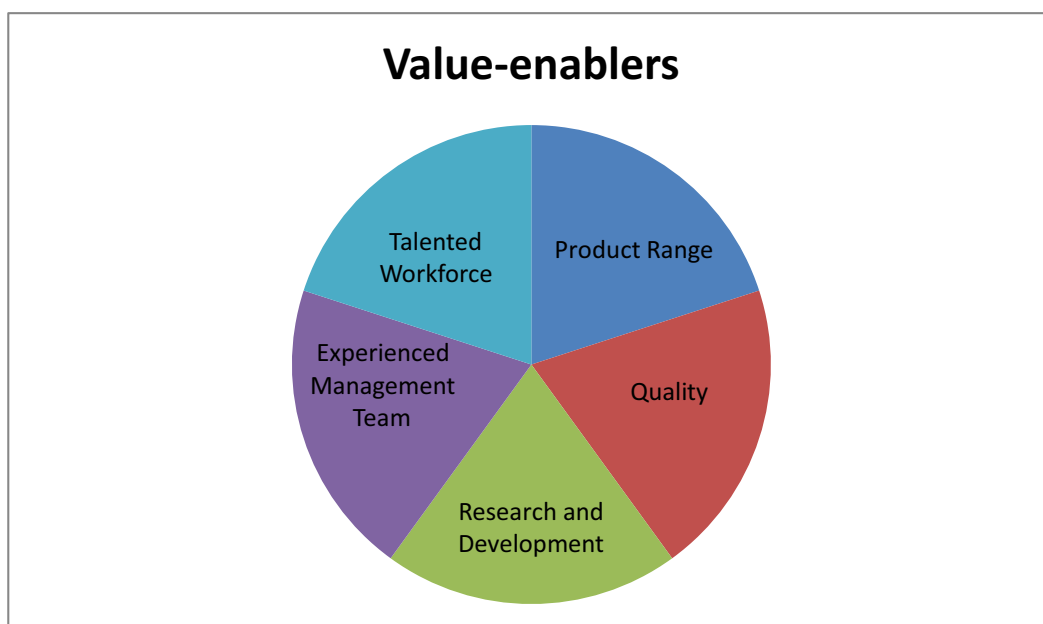 Value-enablers
Product Range
Quality
Research and
Development
Experienced
Management
Team
Talented
Workforce